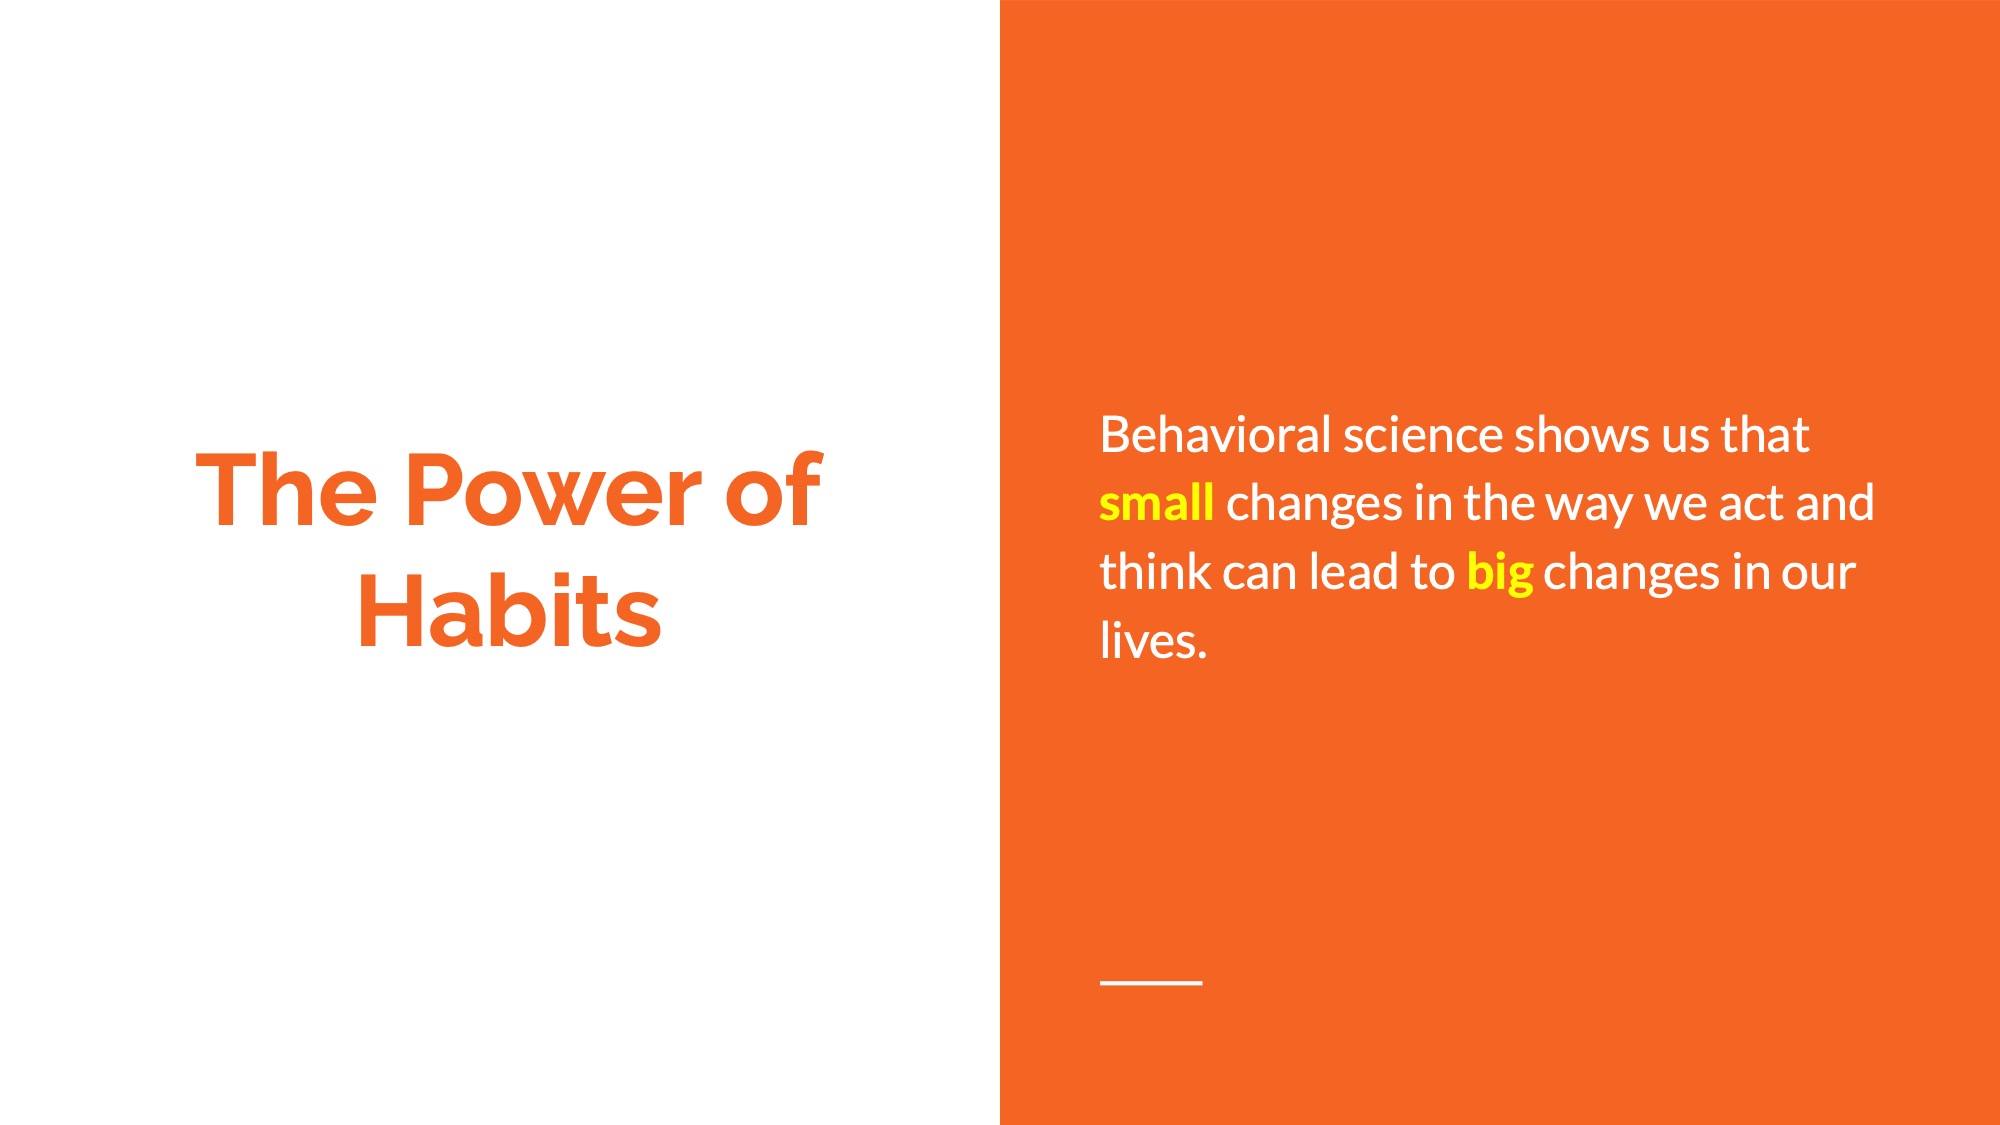 The Power of
Habits
Behavioral science shows us that
small changes in the way we act and
think can lead to big changes in our
lives.